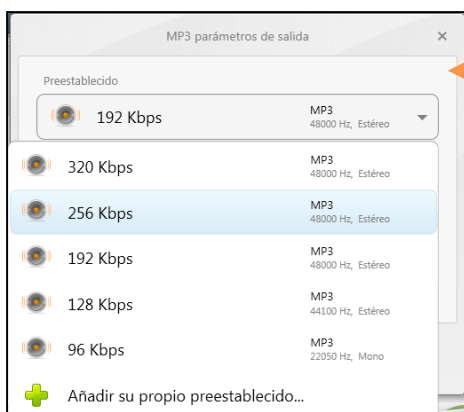 MP3 parámetros de salida
Preestablecido
192 Kbps MP3
48000 Hz, Estéreo
320 Kbps MP3
48000 Hz, Estéreo
256 Kbps MP3
48000 Hz, Estéreo
192 Kbps MP3
48000 Hz, Estéreo
128 Kbps MP3
44100 Hz, Estéreo
96 Kbps MP3
22050 Hz, Mono
Añadir su propio preestablecido...